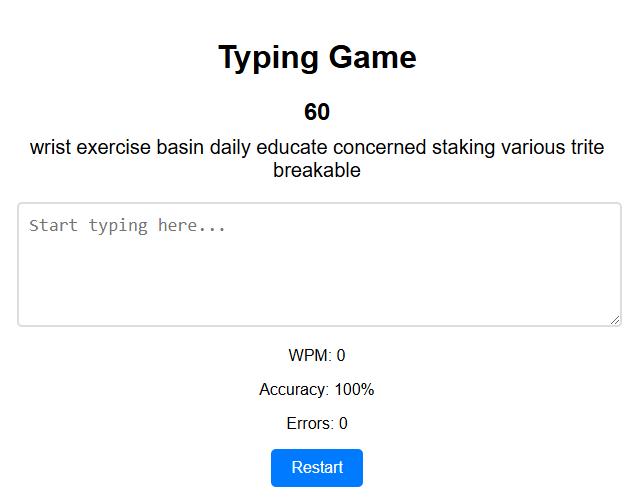 Typing Game
60
wrist exercise basin daily educate concerned staking various trite
breakable
Start typing here...
WPM: 0
Accuracy: 100%
Errors: 0
Restart